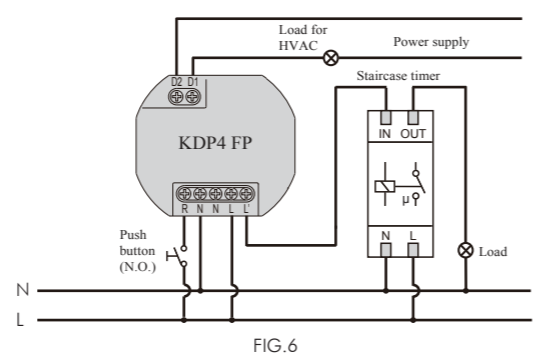 Load for
HVAC
Power supply
D2 D1
Staircase timer
KDP4 FP
IN OUT
R N N L L'
µ
Push
button
(N.O.)
N L
Load
N
L
FIG.6